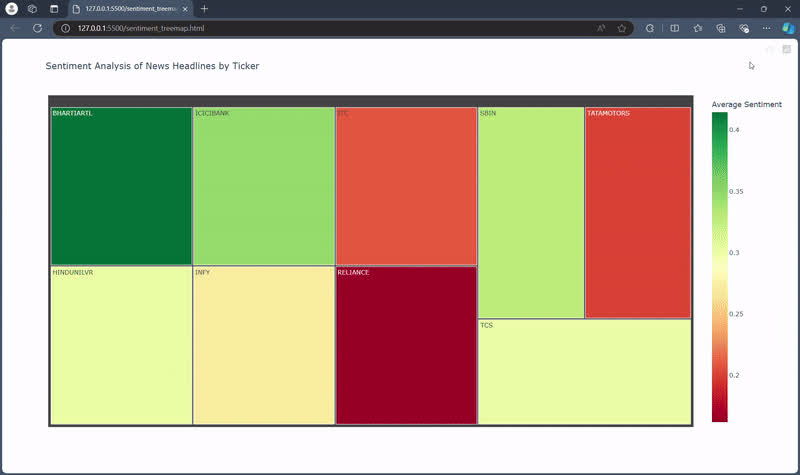 127.0.0.1:5500/sentiment_treemap
127.0.0.1:5500/sentiment_treemap.html
Sentiment Analysis of News Headlines by Ticker
Average Sentiment
BHARTIARTL
ICICIBANK
ITC
SBIN
TATAMOTORS
HINDUNILVR
INFY
RELIANCE
TCS
0.4
0.35
0.3
0.25
0.2